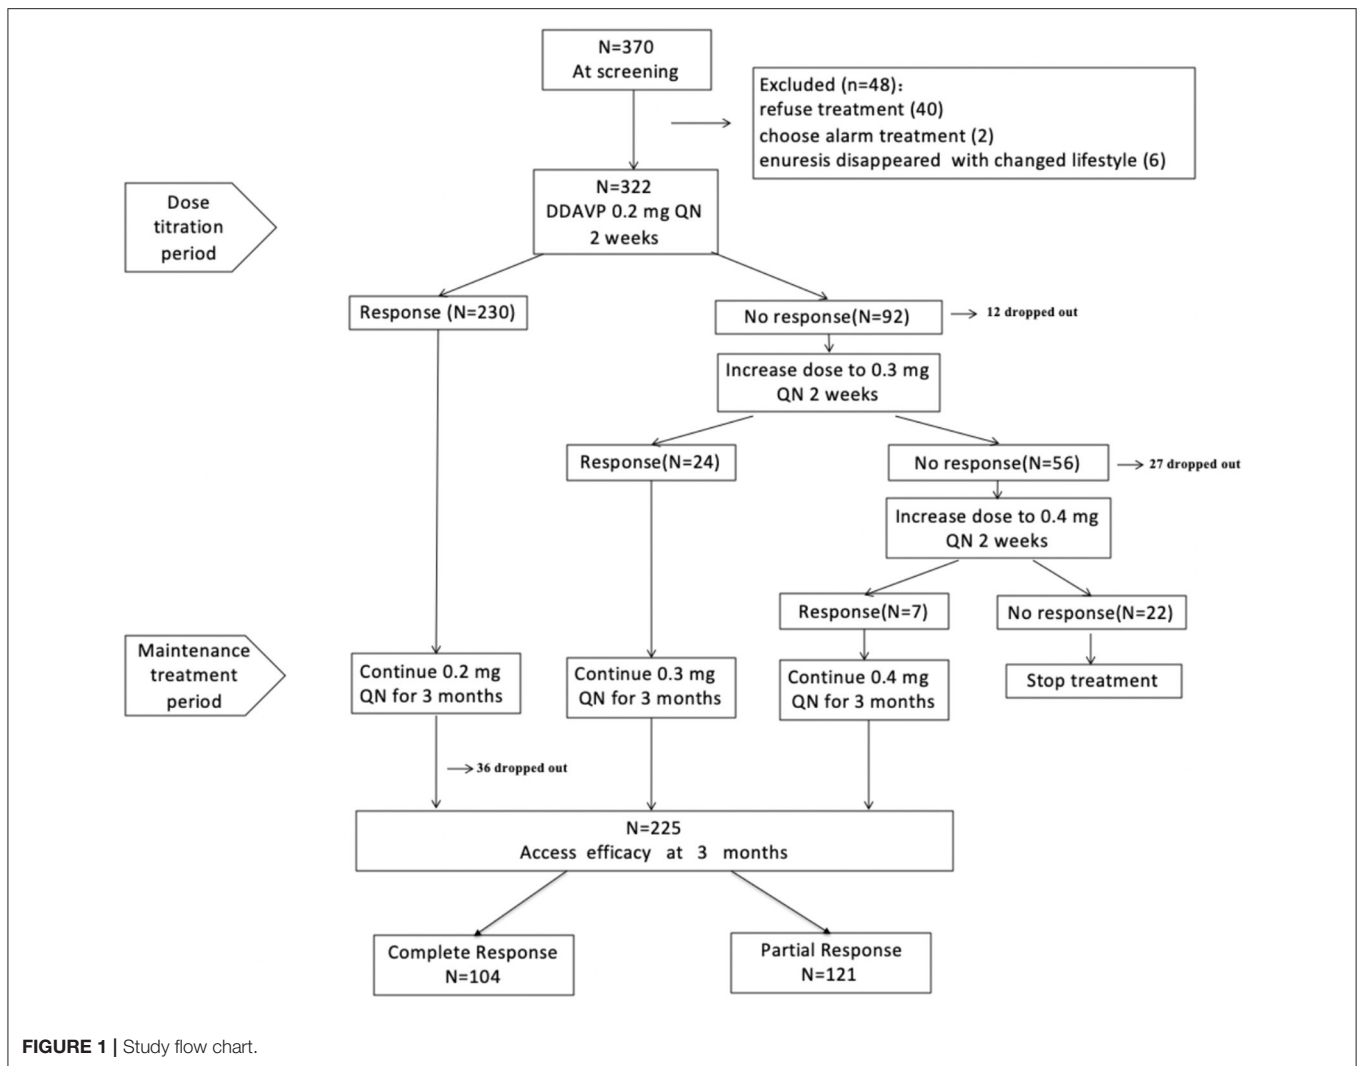 N=370
At screening
Excluded (n=48):
refuse treatment (40)
choose alarm treatment (2)
enuresis disappeared with changed lifestyle (6)
Dose
titration
period
N=322
DDAVP 0.2 mg QN
2 weeks
Response (N=230)
No response(N=92)
12 dropped out
Increase dose to 0.3 mg
QN 2 weeks
Response(N=24)
No response(N=56)
27 dropped out
Increase dose to 0.4 mg
QN 2 weeks
Response(N=7)
No response(N=22)
Maintenance
treatment
period
Continue 0.2 mg
QN for 3 months
Continue 0.3 mg
QN for 3 months
Continue 0.4 mg
QN for 3 months
Stop treatment
36 dropped out
N=225
Access efficacy at 3 months
Complete Response
N=104
Partial Response
N=121
FIGURE 1 | Study flow chart.